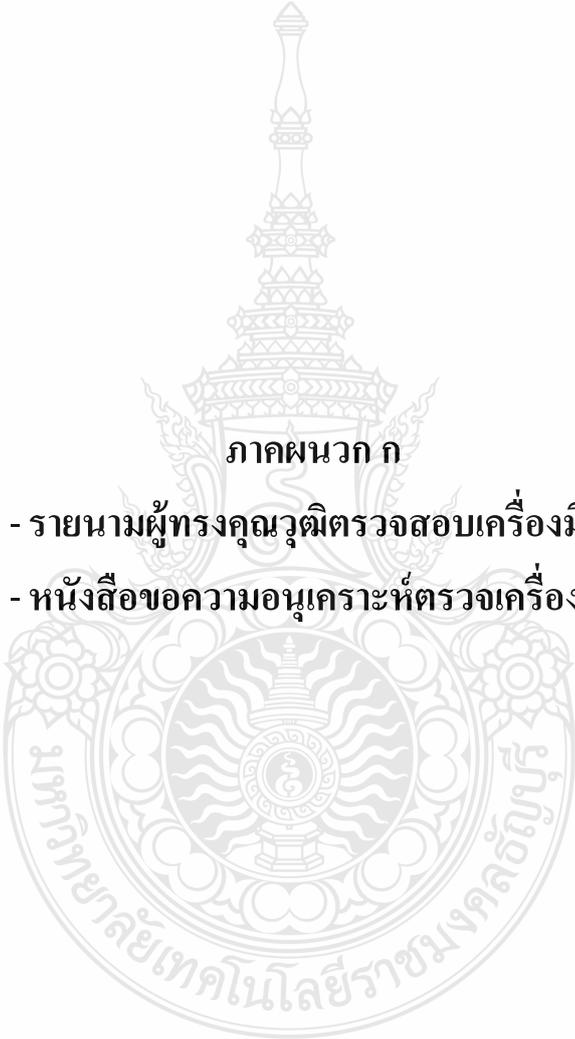 ภาคผนวก ก
- รายนามผู้ทรงคุณวุฒิตรวจสอบเครื่องมื
- หนังสือขอความอนุเคราะห์ตรวจเครื่อง
มหาวิทยาลัยเทคโนโลยีราชมงคลธัญบุรี